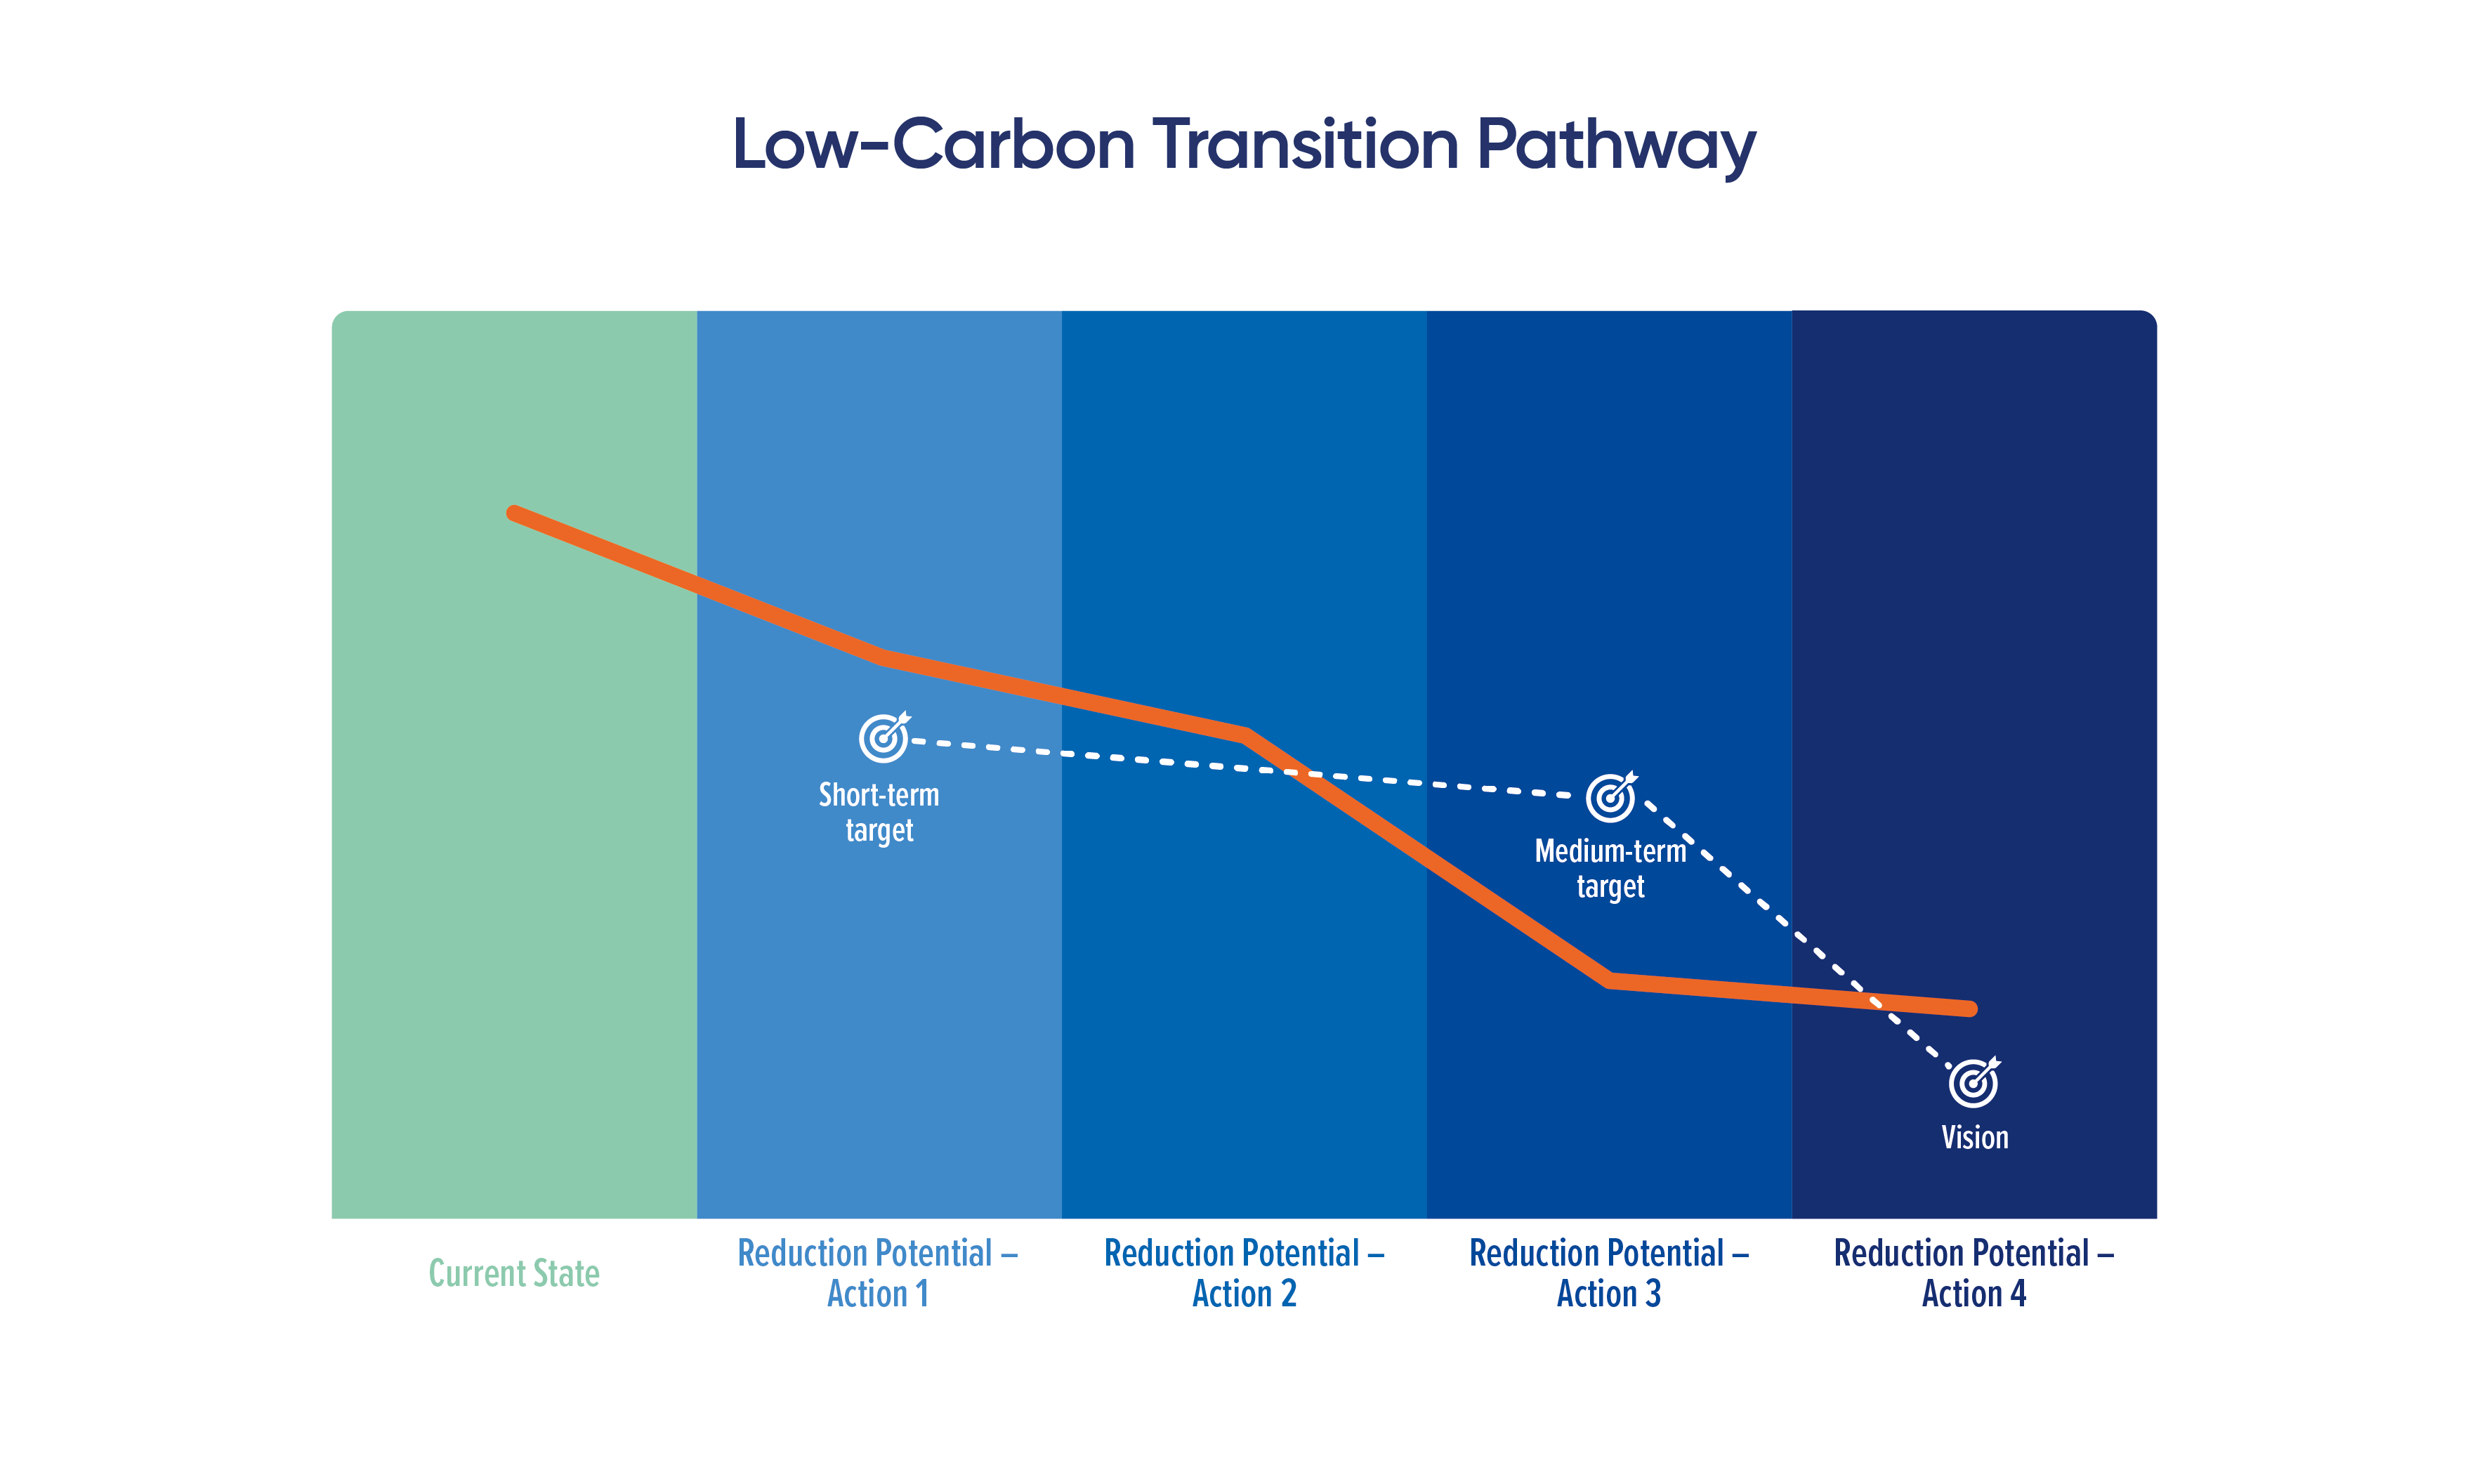 Low-Carbon Transition Pathway
Short-term
target
Medium-term
target
Vision
Current State
Reduction Potential –
Action 1
Reduction Potential –
Action 2
Reduction Potential –
Action 3
Reduction Potential –
Action 4